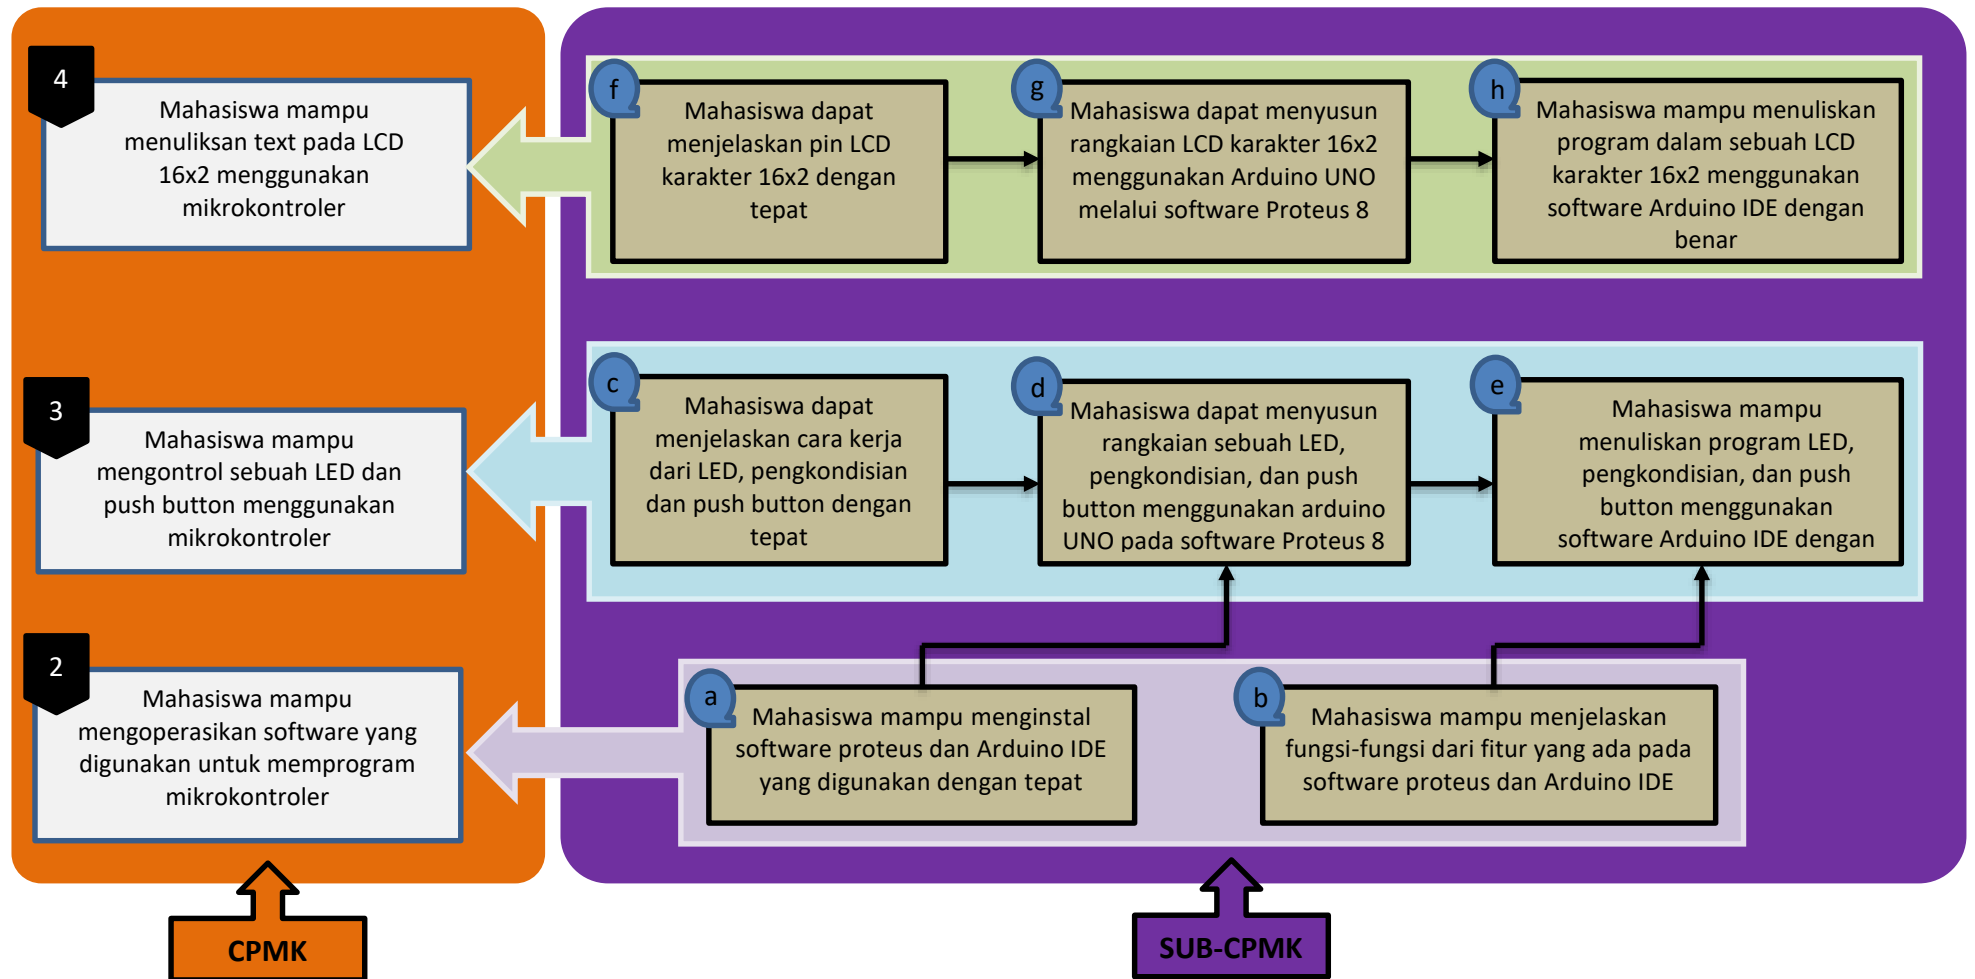 4
Mahasiswa mampu
menuliksan text pada LCD
16x2 menggunakan
mikrokontroler
f
Mahasiswa dapat
menjelaskan pin LCD
karakter 16x2 dengan
tepat
g
Mahasiswa dapat menyusun
rangkaian LCD karakter 16x2
menggunakan Arduino UNO
melalui software Proteus 8
h
Mahasiswa mampu menuliskan
program dalam sebuah LCD
karakter 16x2 menggunakan
software Arduino IDE dengan
benar
3
Mahasiswa mampu
mengontrol sebuah LED dan
push button menggunakan
mikrokontroler
c
Mahasiswa dapat
menjelaskan cara kerja
dari LED, pengkondisian
dan push button dengan
tepat
d
Mahasiswa dapat menyusun
rangkaian sebuah LED,
pengkondisian, dan push
button menggunakan arduino
UNO pada software Proteus 8
e
Mahasiswa mampu
menuliskan program LED,
pengkondisian, dan push
button menggunakan
software Arduino IDE dengan
2
Mahasiswa mampu
mengoperasikan software yang
digunakan untuk memprogram
mikrokontroler
a
Mahasiswa mampu menginstal
software proteus dan Arduino IDE
yang digunakan dengan tepat
b
Mahasiswa mampu menjelaskan
fungsi-fungsi dari fitur yang ada pada
software proteus dan Arduino IDE
CPMK
SUB-CPMK